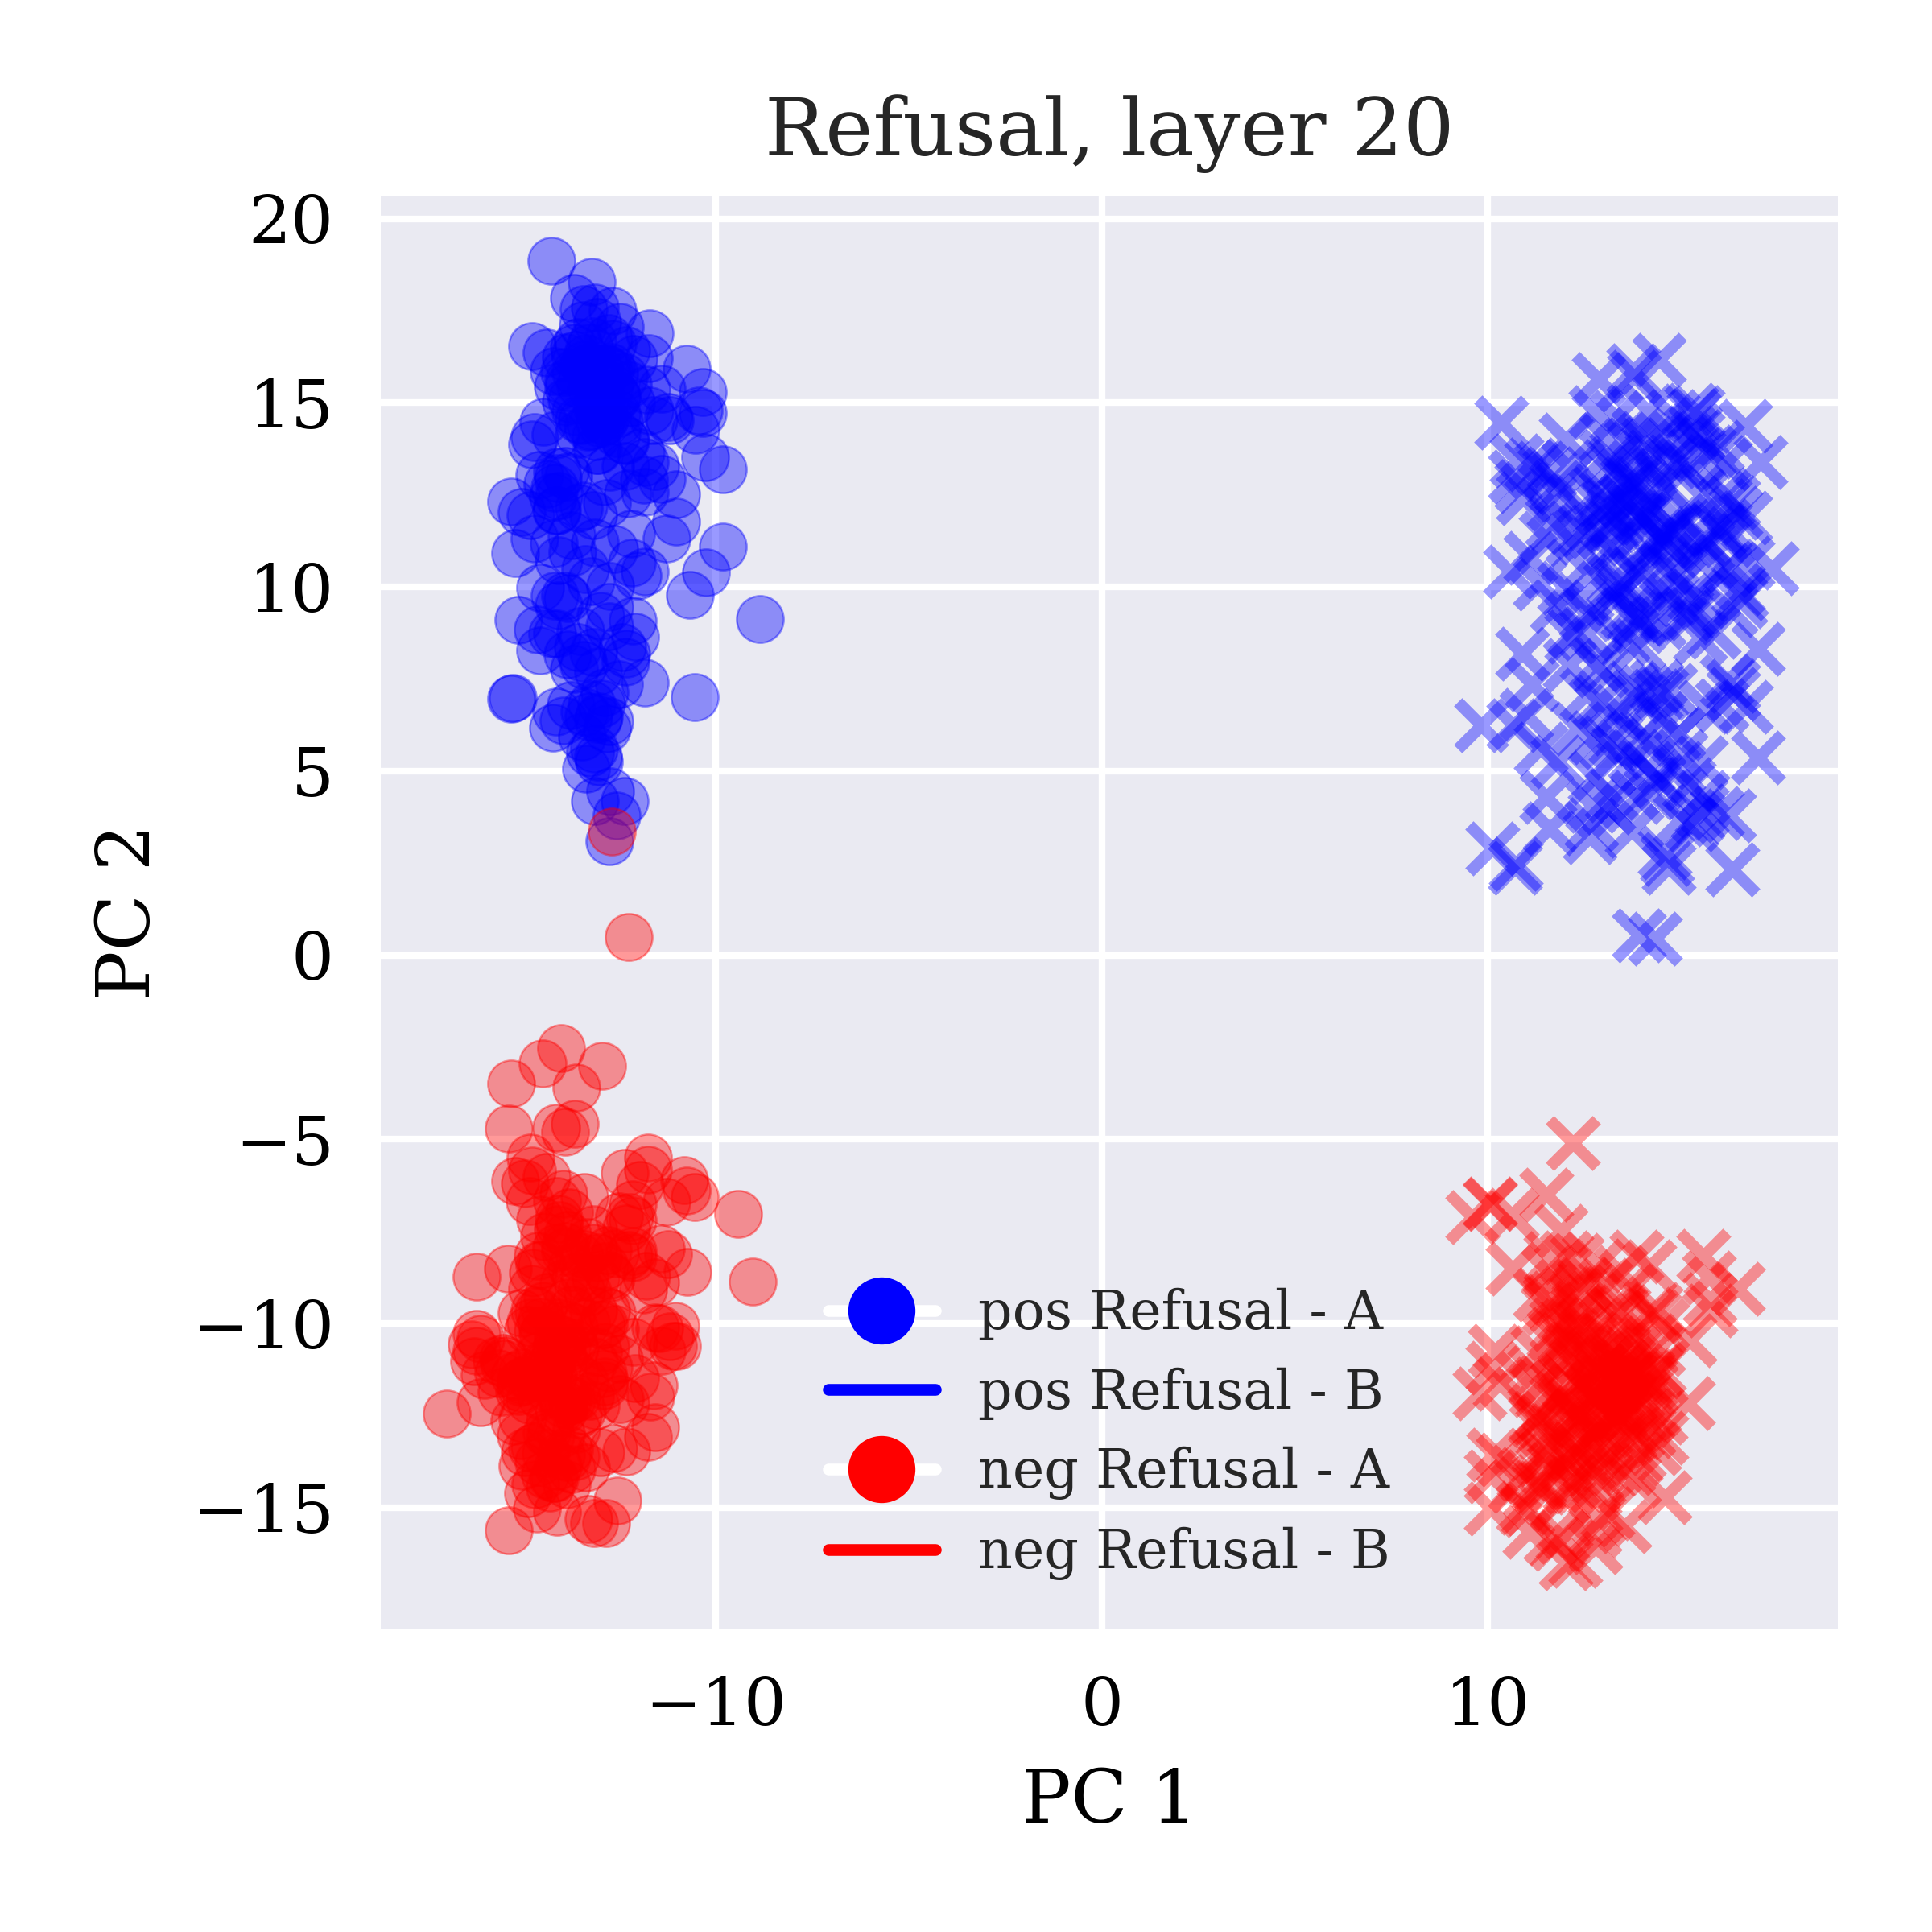 Refusal, layer 20
20
15
10
5
0
−5
−10
−15
PC 2
pos Refusal - A
pos Refusal - B
neg Refusal - A
neg Refusal - B
−10 0 10
PC 1